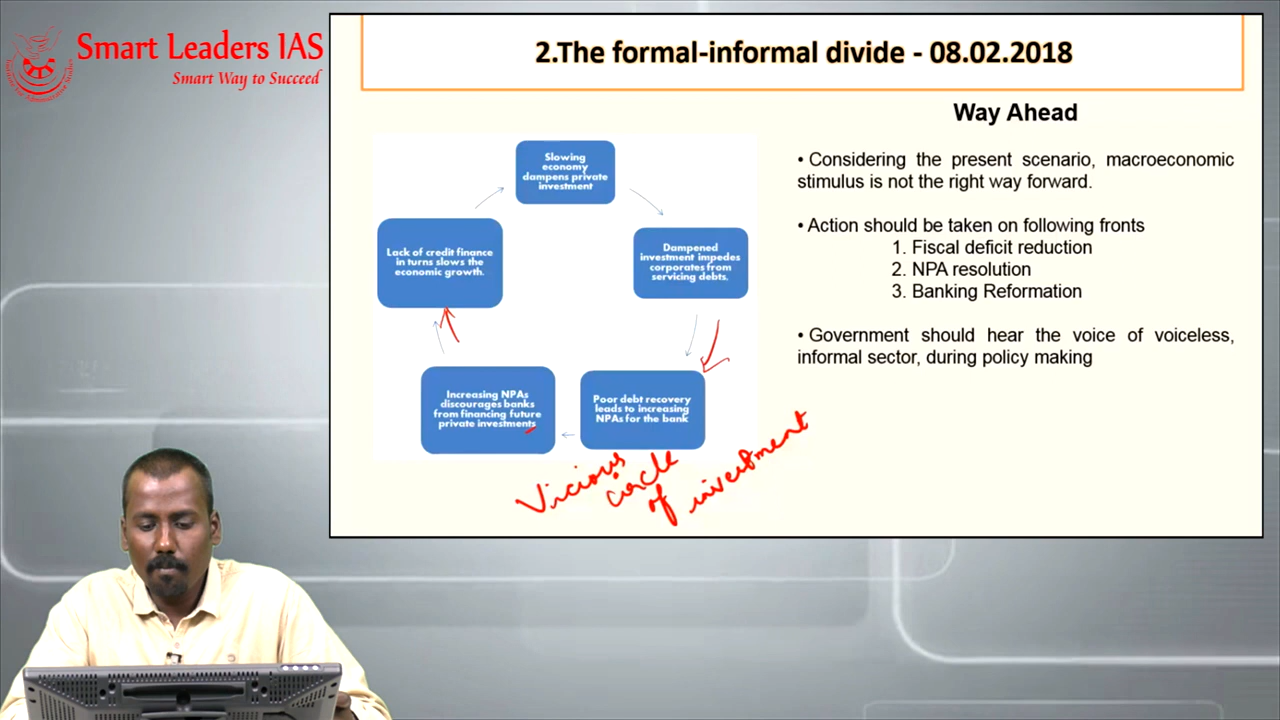 Smart Leaders IAS
Smart Way to Succeed
2.The formal-informal divide - 08.02.2018
Slowing
economy
dampens private
investment
Dampened
investment impedes
corporates from
servicing debts.
Poor debt recovery
leads to increasing
NPAs for the bank
Increasing NPAs
discourages banks
from financing future
private investments
Lack of credit finance
in turns slows the
economic growth.
Vicious
circle
of investment
Way Ahead
• Considering the present scenario, macroeconomic
stimulus is not the right way forward.
• Action should be taken on following fronts
1. Fiscal deficit reduction
2. NPA resolution
3. Banking Reformation
• Government should hear the voice of voiceless,
informal sector, during policy making